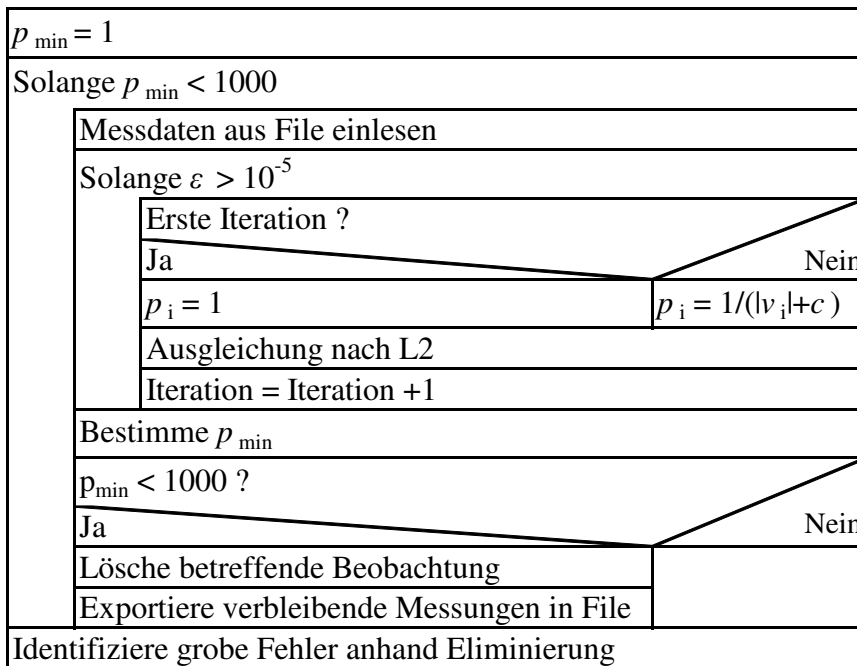 p min = 1
Solange p min < 1000
Messdaten aus File einlesen
Solange ε > 10⁻⁵
Erste Iteration ?
Ja Nein
p i = 1 p i = 1/(|v i|+c )
Ausgleichung nach L2
Iteration = Iteration +1
Bestimme p min
pmin < 1000 ?
Ja Nein
Lösche betreffende Beobachtung
Exportiere verbleibende Messungen in File
Identifiziere grobe Fehler anhand Eliminierung